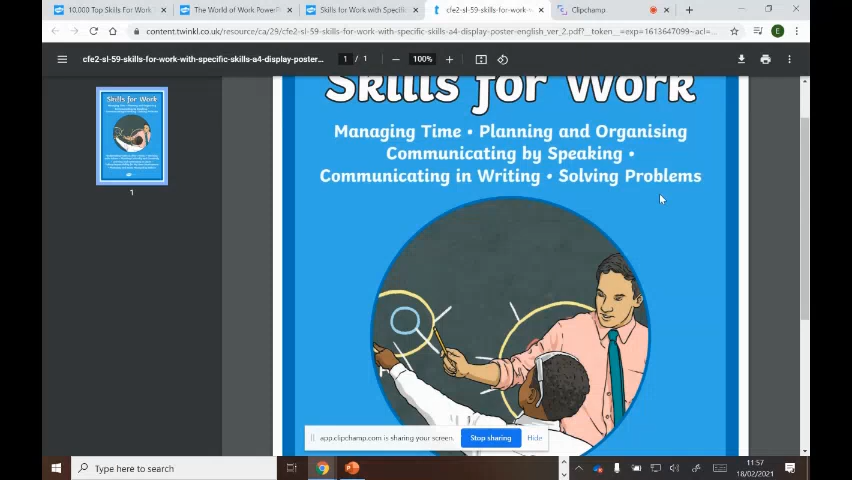 10,000 Top Skills For Work
The World of Work PowerP
Skills for Work with Specific
cfe2-sl-59-skills-for-work-w
Clipchamp
content.twinkl.co.uk/resource/ca/29/cfe2-sl-59-skills-for-work-with-specific-skills-a4-display-poster-english_ver_2.pdf?__token__=exp=1613647099~acl=...
E
cfe2-sl-59-skills-for-work-with-specific-skills-a4-display-poster...
1 / 1
100%
Skills for Work
1
Skills for Work
Managing Time • Planning and Organising
Communicating by Speaking •
Communicating in Writing • Solving Problems
app.clipchamp.com is sharing your screen.
Stop sharing
Hide
Type here to search
11:57
18/02/2021